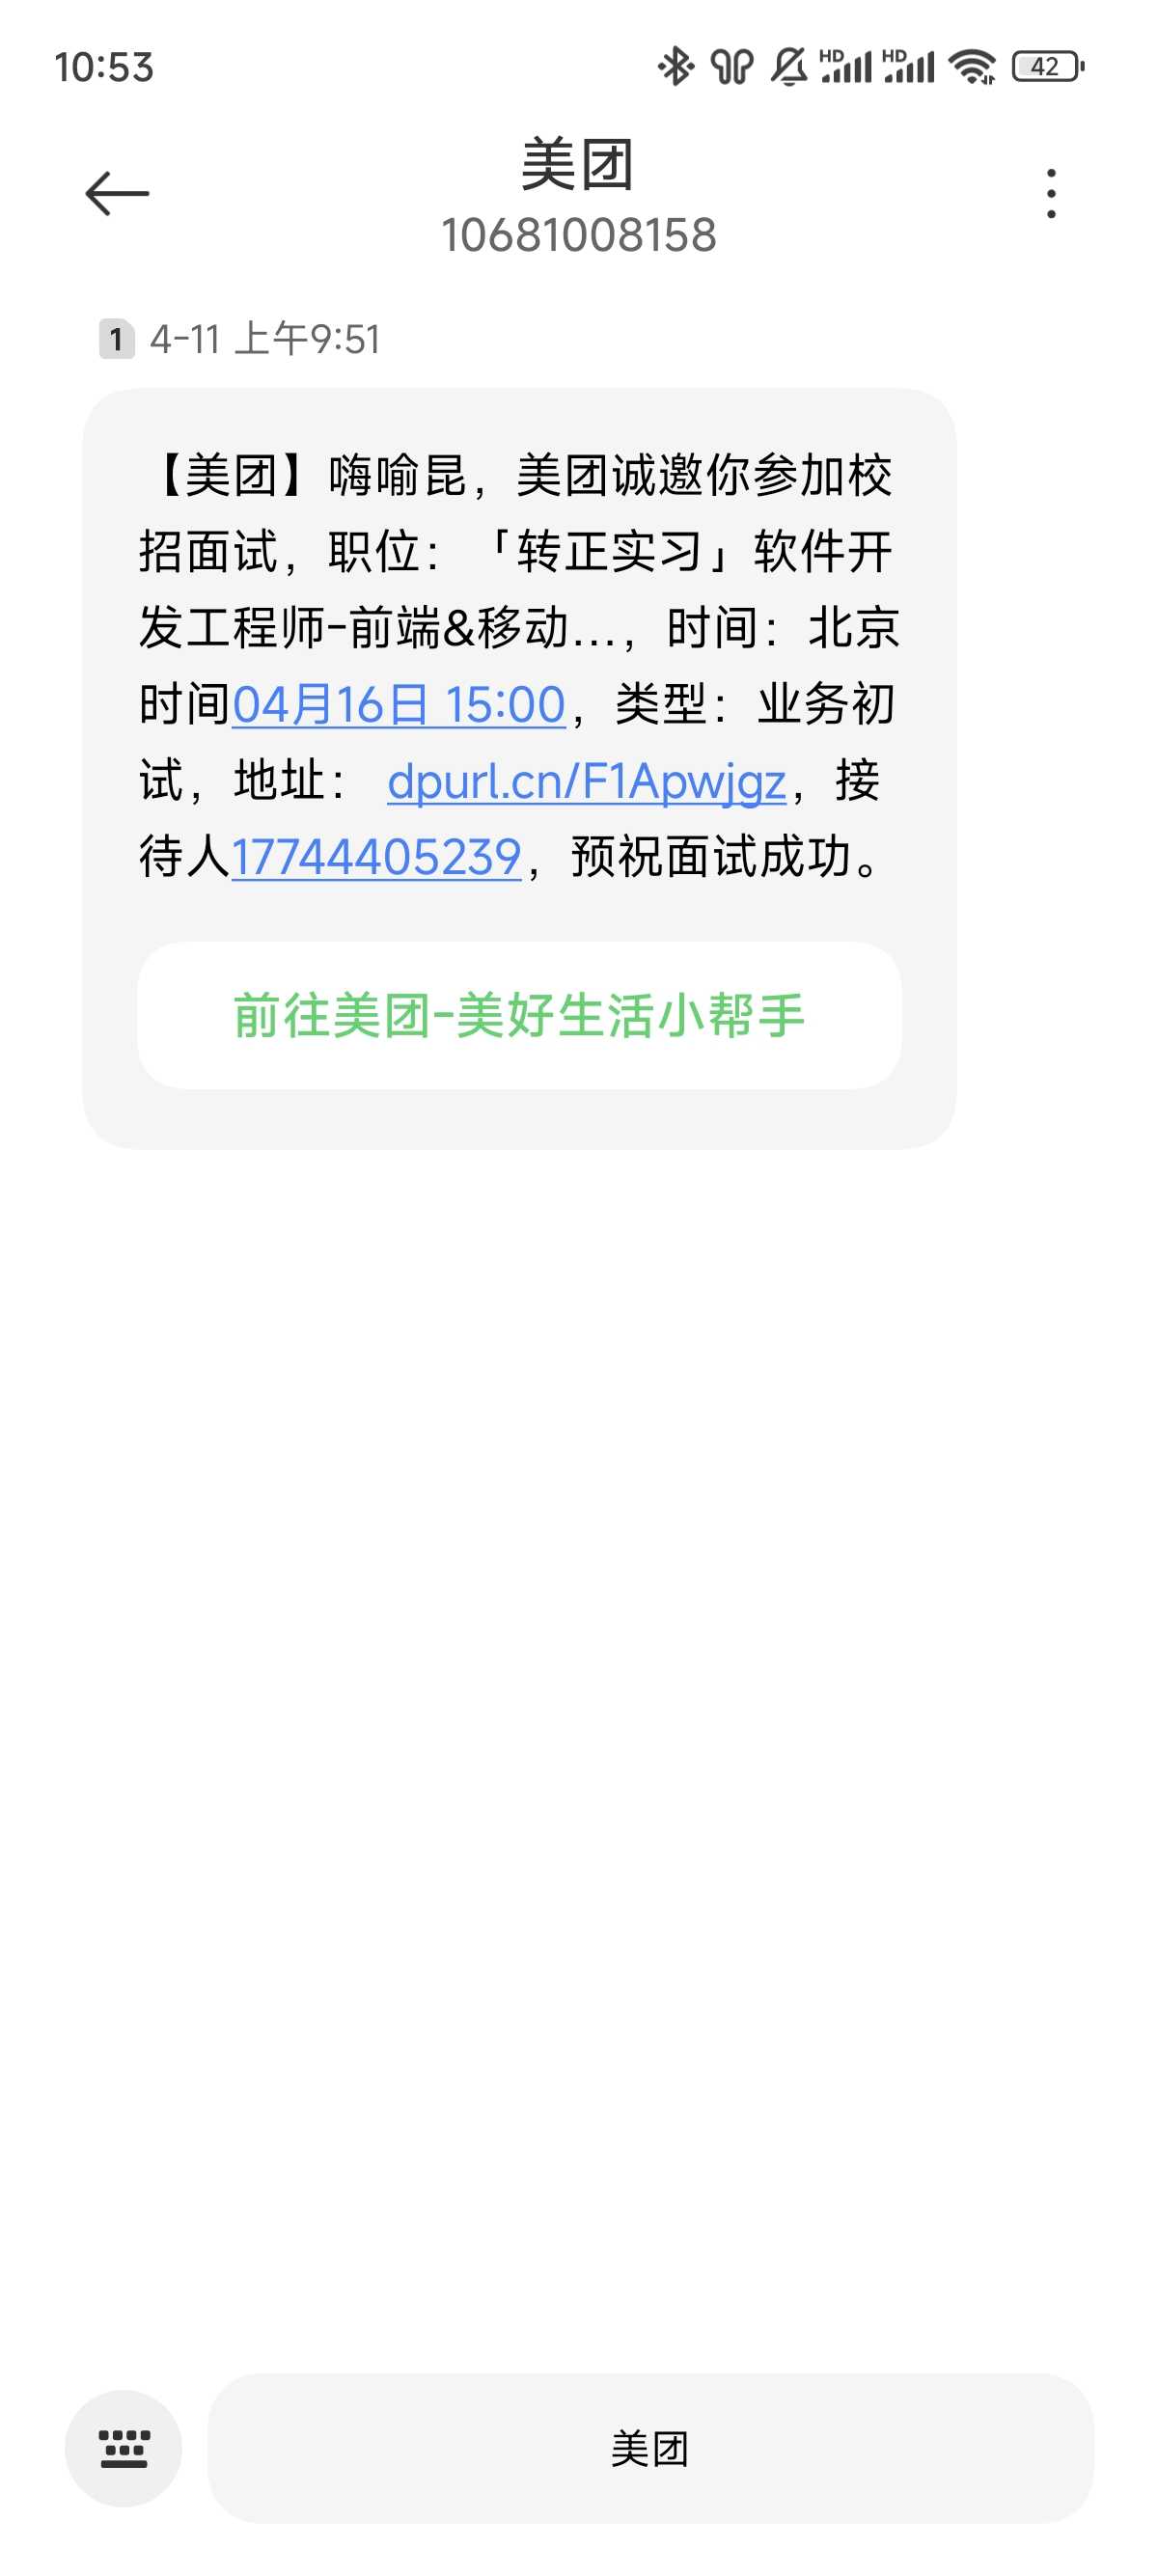 10:53
HD HD 42
美团
10681008158
1 4-11 上午9:51
【美团】嗨喻昆，美团诚邀你参加校
招面试，职位：「转正实习」软件开
发工程师-前端&移动...，时间：北京
时间04月16日 15:00，类型：业务初
试，地址： dpurl.cn/F1Apwjgz，接
待人17744405239，预祝面试成功。
前往美团-美好生活小帮手
美团